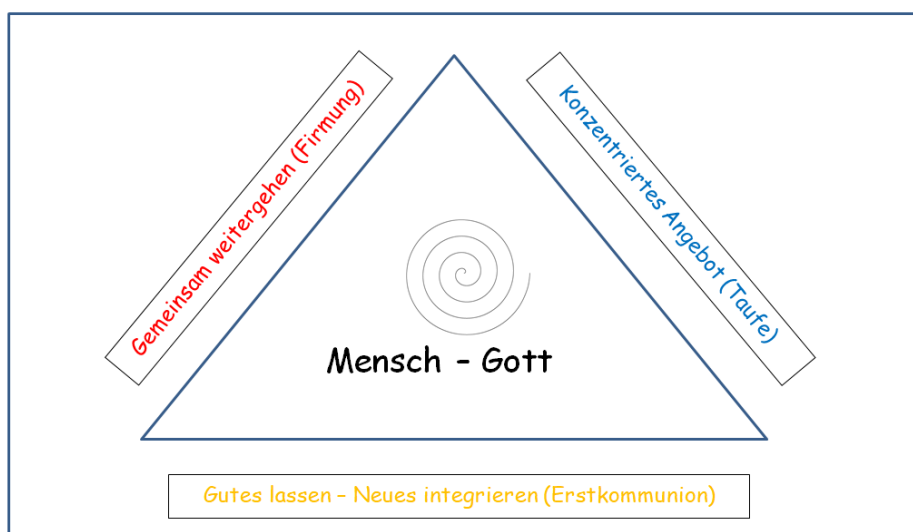 Gemeinsam weitergehen (Firmung)
Konzentriertes Angebot (Taufe)
Mensch – Gott
Gutes lassen – Neues integrieren (Erstkommunion)